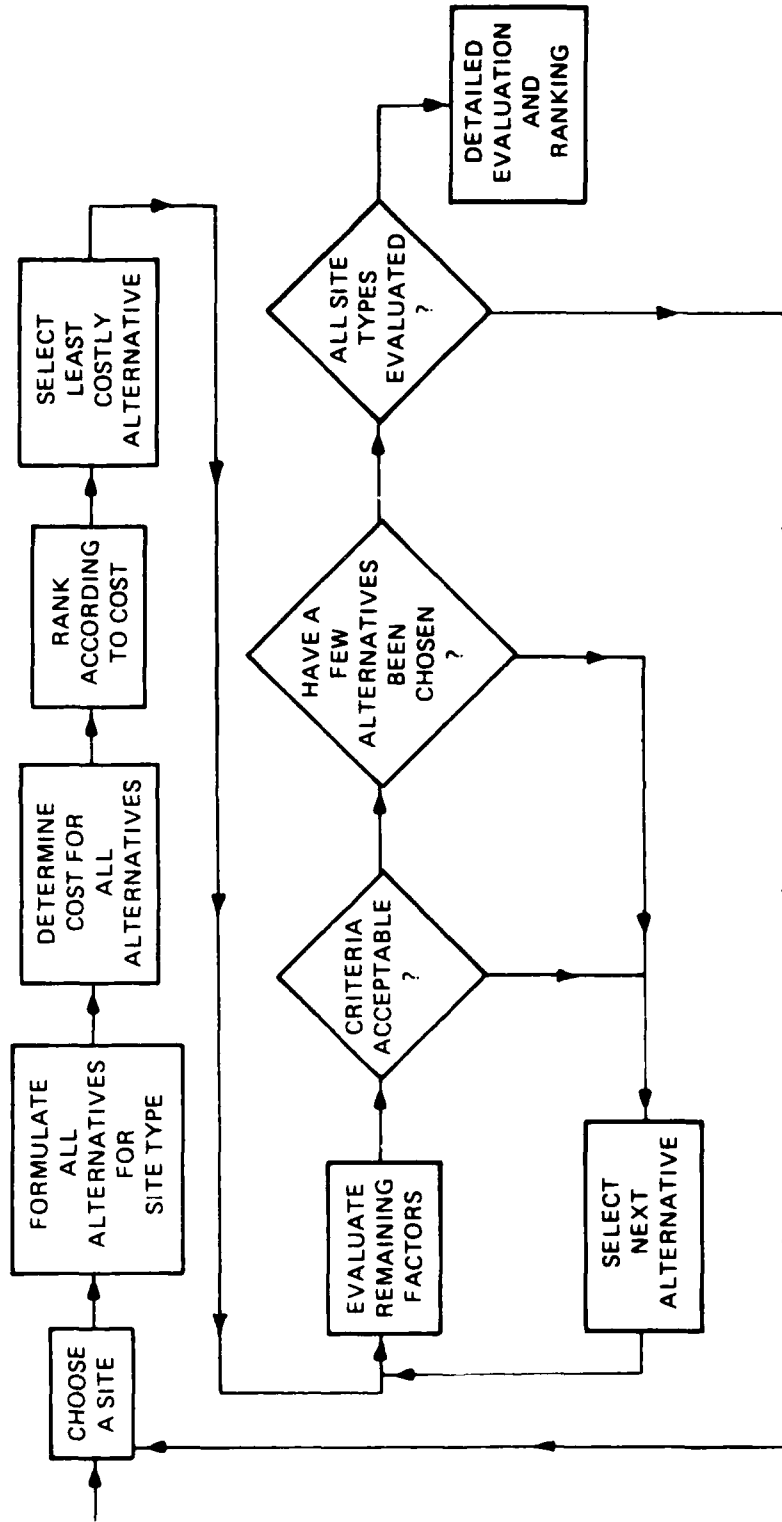 CHOOSE
A SITE
FORMULATE
ALL
ALTERNATIVES
FOR
SITE TYPE
DETERMINE
COST FOR
ALL
ALTERNATIVES
RANK
ACCORDING
TO COST
SELECT
LEAST
COSTLY
ALTERNATIVE
EVALUATE
REMAINING
FACTORS
CRITERIA
ACCEPTABLE
?
HAVE A
FEW
ALTERNATIVES
BEEN
CHOSEN
?
ALL SITE
TYPES
EVALUATED
?
DETAILED
EVALUATION
AND
RANKING
SELECT
NEXT
ALTERNATIVE